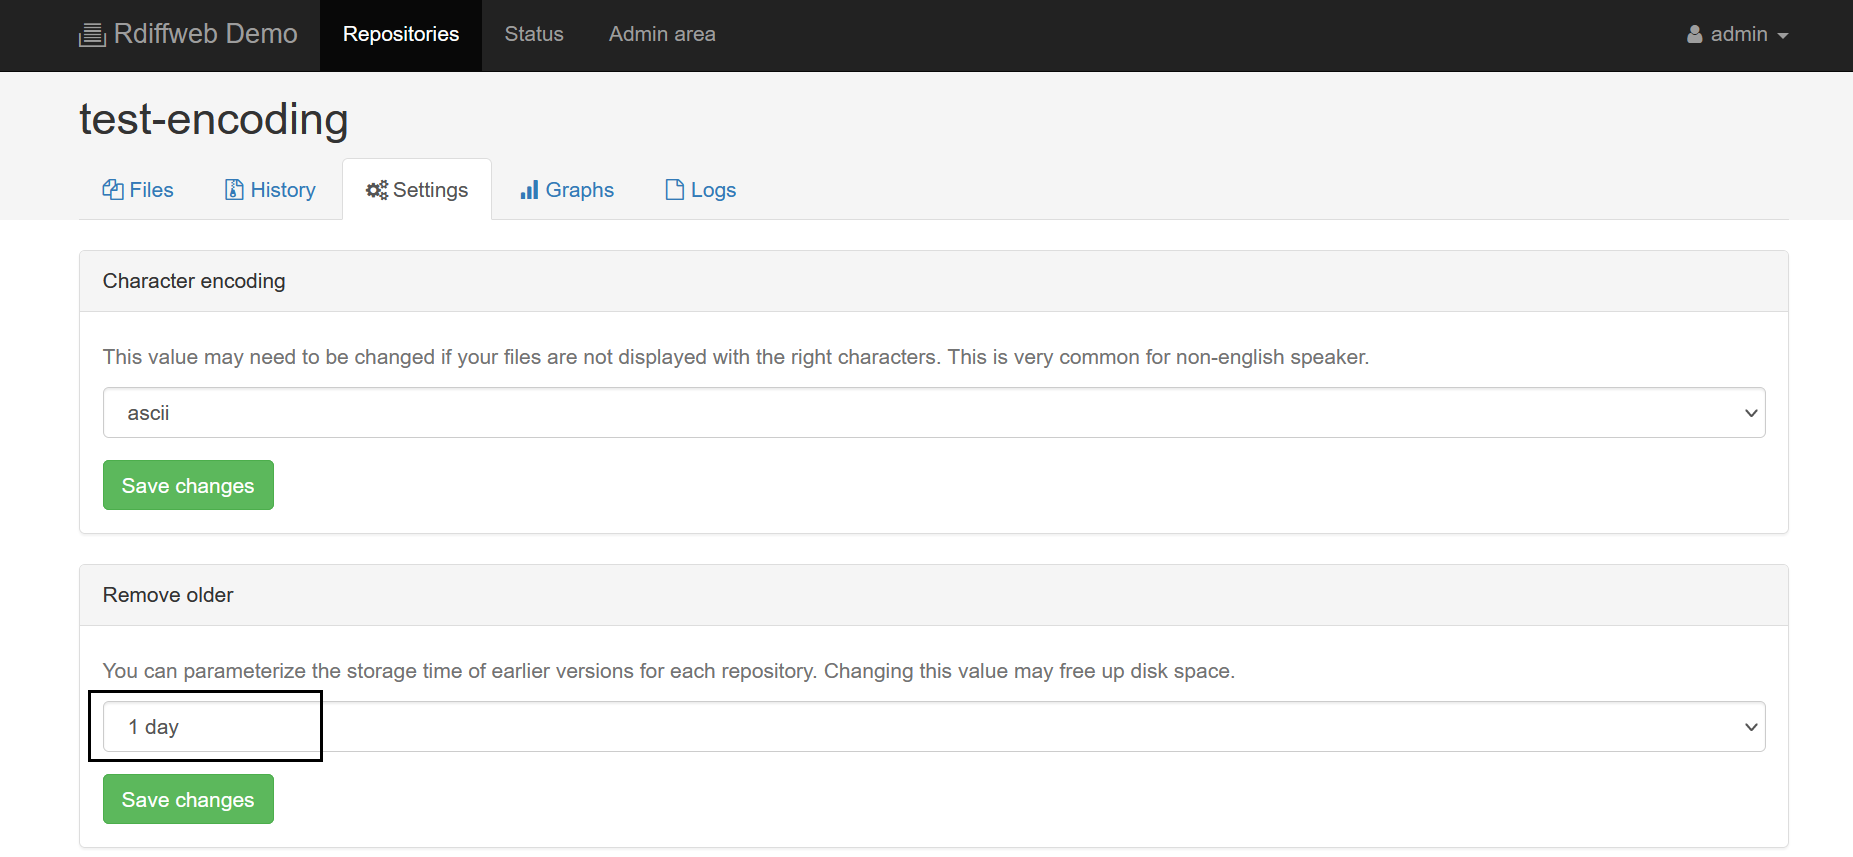 Rdiffweb Demo Repositories Status Admin area admin
test-encoding
Files History Settings Graphs Logs
Character encoding
This value may need to be changed if your files are not displayed with the right characters. This is very common for non-english speaker.
ascii
Save changes
Remove older
You can parameterize the storage time of earlier versions for each repository. Changing this value may free up disk space.
1 day
Save changes